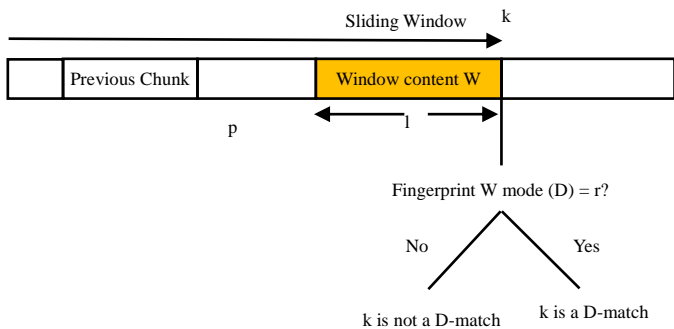 Sliding Window
k
Previous Chunk
Window content W
p
l
Fingerprint W mode (D) = r?
No
Yes
k is not a D-match
k is a D-match